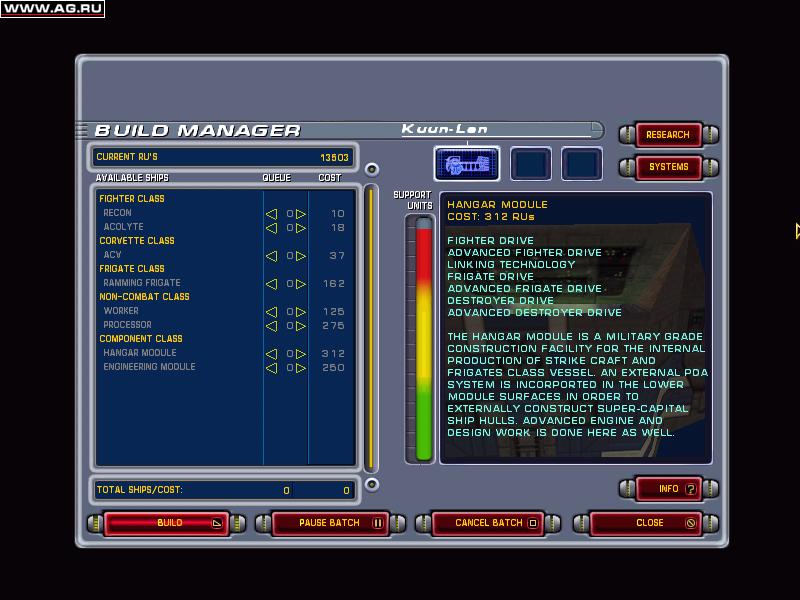 WWW.AG.RU
BUILD MANAGER
Kuun-Lan
RESEARCH
CURRENT RU'S 13503
SYSTEMS
AVAILABLE SHIPS QUEUE COST
FIGHTER CLASS
RECON 0 10
ACOLYTE 0 18
CORVETTE CLASS
ACV 0 37
FRIGATE CLASS
RAMMING FRIGATE 0 162
NON-COMBAT CLASS
WORKER 0 125
PROCESSOR 0 275
COMPONENT CLASS
HANGAR MODULE 0 312
ENGINEERING MODULE 0 250
TOTAL SHIPS/COST: 0 0
SUPPORT
UNITS
HANGAR MODULE
COST: 312 RUs
FIGHTER DRIVE
ADVANCED FIGHTER DRIVE
LINKING TECHNOLOGY
FRIGATE DRIVE
ADVANCED FRIGATE DRIVE
DESTROYER DRIVE
ADVANCED DESTROYER DRIVE
THE HANGAR MODULE IS A MILITARY GRADE
CONSTRUCTION FACILITY FOR THE INTERNAL
PRODUCTION OF STRIKE CRAFT AND
FRIGATES CLASS VESSEL. AN EXTERNAL PDA
SYSTEM IS INCORPORTED IN THE LOWER
MODULE SURFACES IN ORDER TO
EXTERNALLY CONSTRUCT SUPER-CAPITAL
SHIP HULLS. ADVANCED ENGINE AND
DESIGN WORK IS DONE HERE AS WELL.
INFO ?
BUILD
PAUSE BATCH
CANCEL BATCH
CLOSE